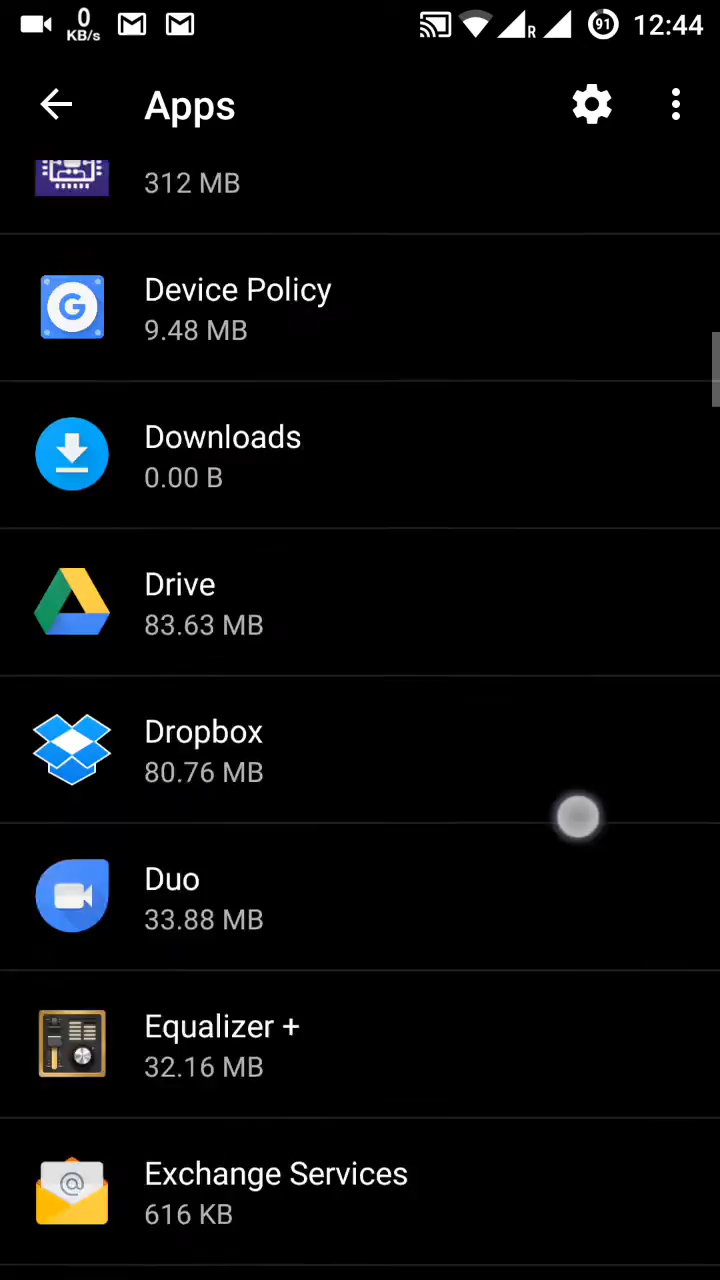 0
KB/s
91
R
12:44
Apps
312 MB
Device Policy
9.48 MB
Downloads
0.00 B
Drive
83.63 MB
Dropbox
80.76 MB
Duo
33.88 MB
Equalizer +
32.16 MB
Exchange Services
616 KB